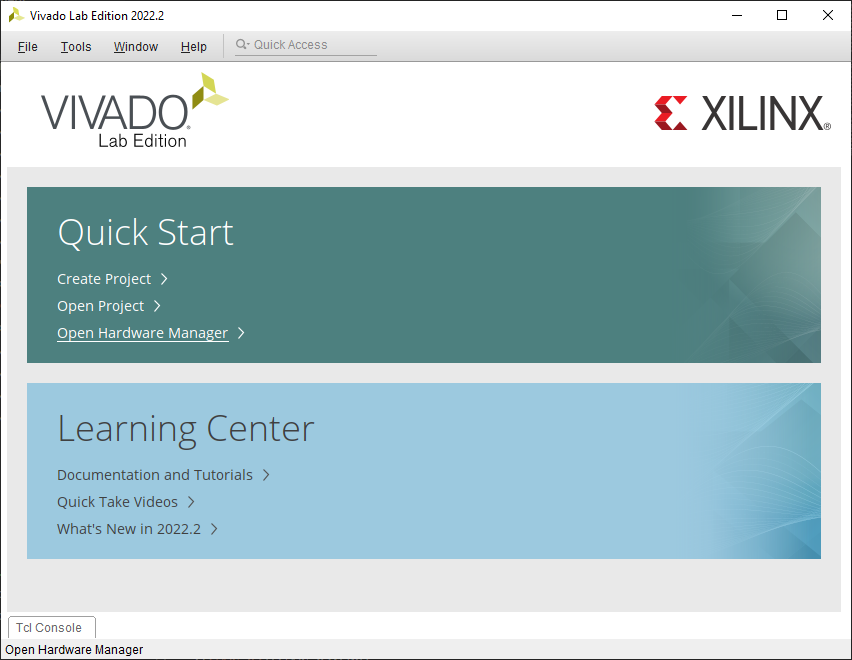 Vivado Lab Edition 2022.2
File Tools Window Help Quick Access
VIVADO.
Lab Edition
XILINX®
Quick Start
Create Project
Open Project
Open Hardware Manager
Learning Center
Documentation and Tutorials
Quick Take Videos
What's New in 2022.2
Tcl Console
Open Hardware Manager